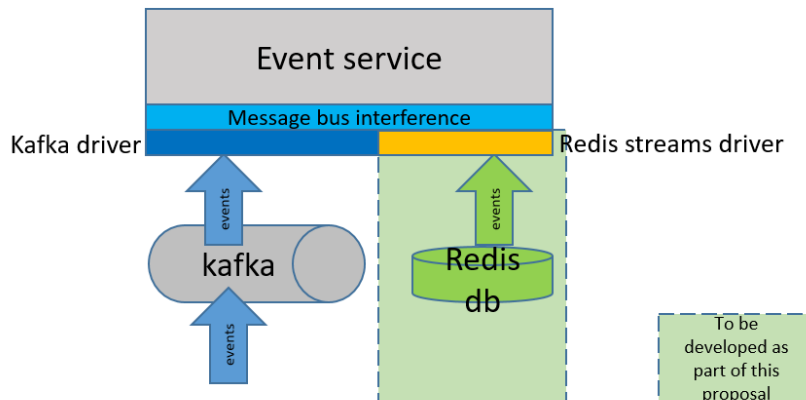 Event service
Message bus interference
Kafka driver
Redis streams driver
events
events
kafka
Redis
db
events
To be
developed as
part of this
proposal